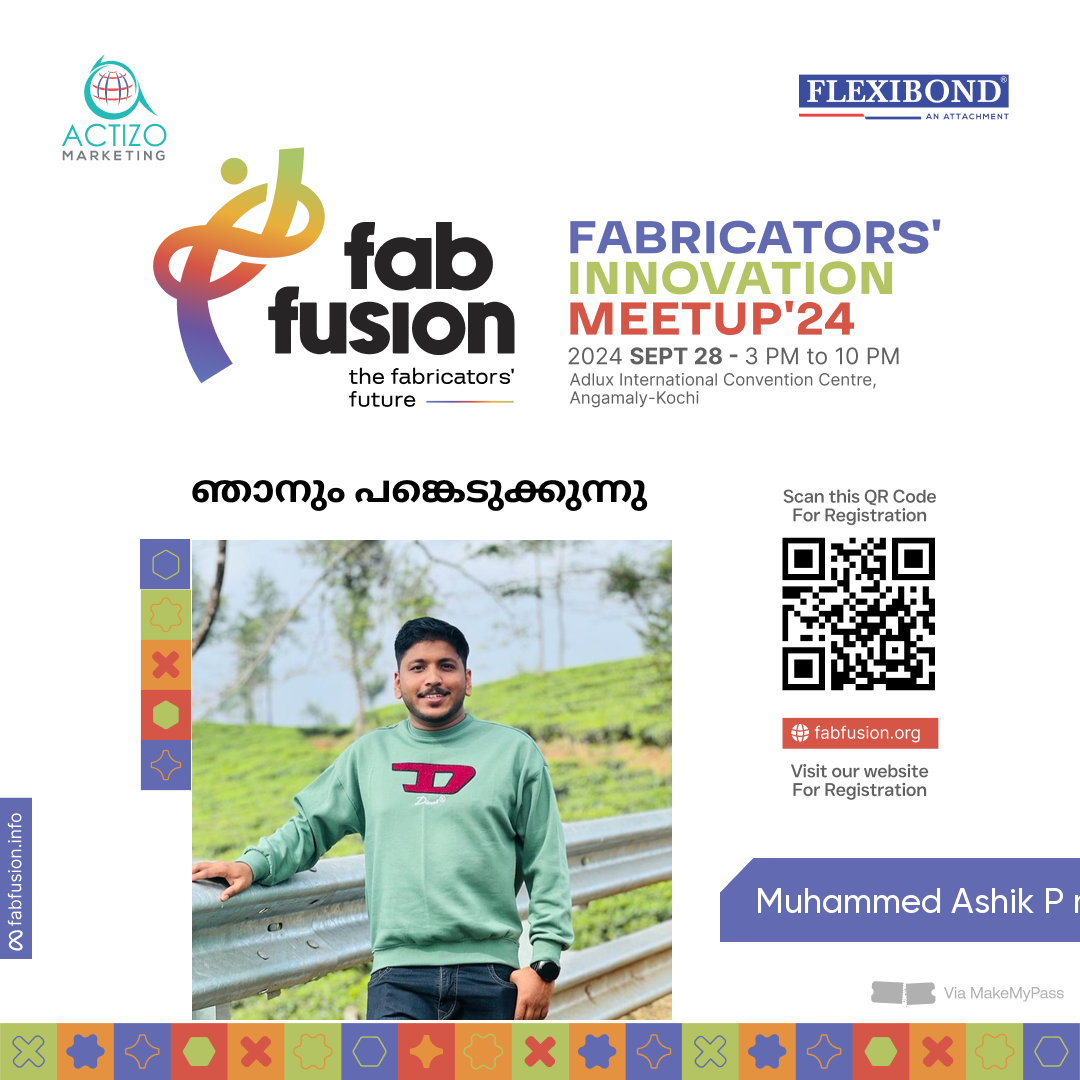 ACTIZO
MARKETING
FLEXIBOND®
AN ATTACHMENT
fab
fusion
the fabricators'
future
FABRICATORS'
INNOVATION
MEETUP'24
2024 SEPT 28 - 3 PM to 10 PM
Adlux International Convention Centre,
Angamaly-Kochi
ഞാനും പങ്കെടുക്കുന്നു
Scan this QR Code
For Registration
D
fabfusion.org
Visit our website
For Registration
fabfusion.info
Muhammed Ashik P
Via MakeMyPass